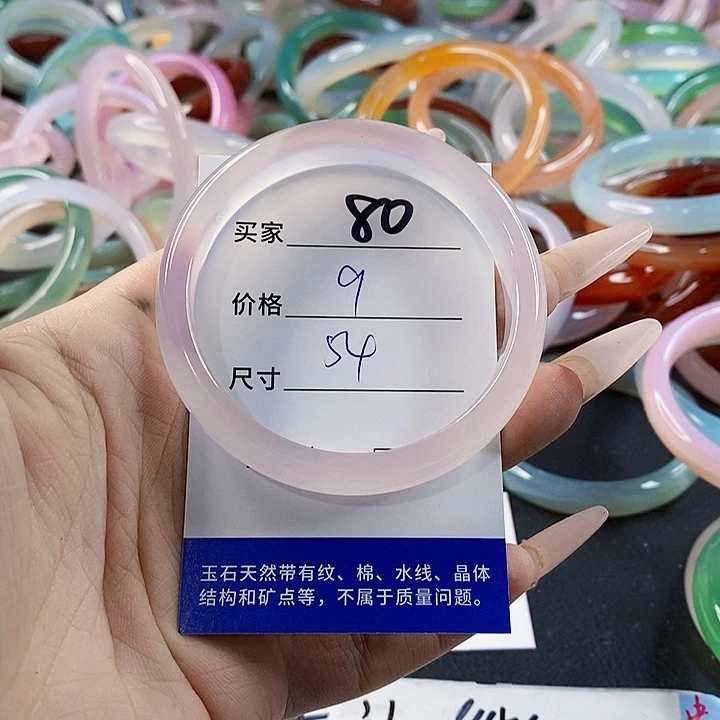 买家 80
价格 9
尺寸 54
玉石天然带有纹、棉、水线、晶体
结构和矿点等，不属于质量问题。